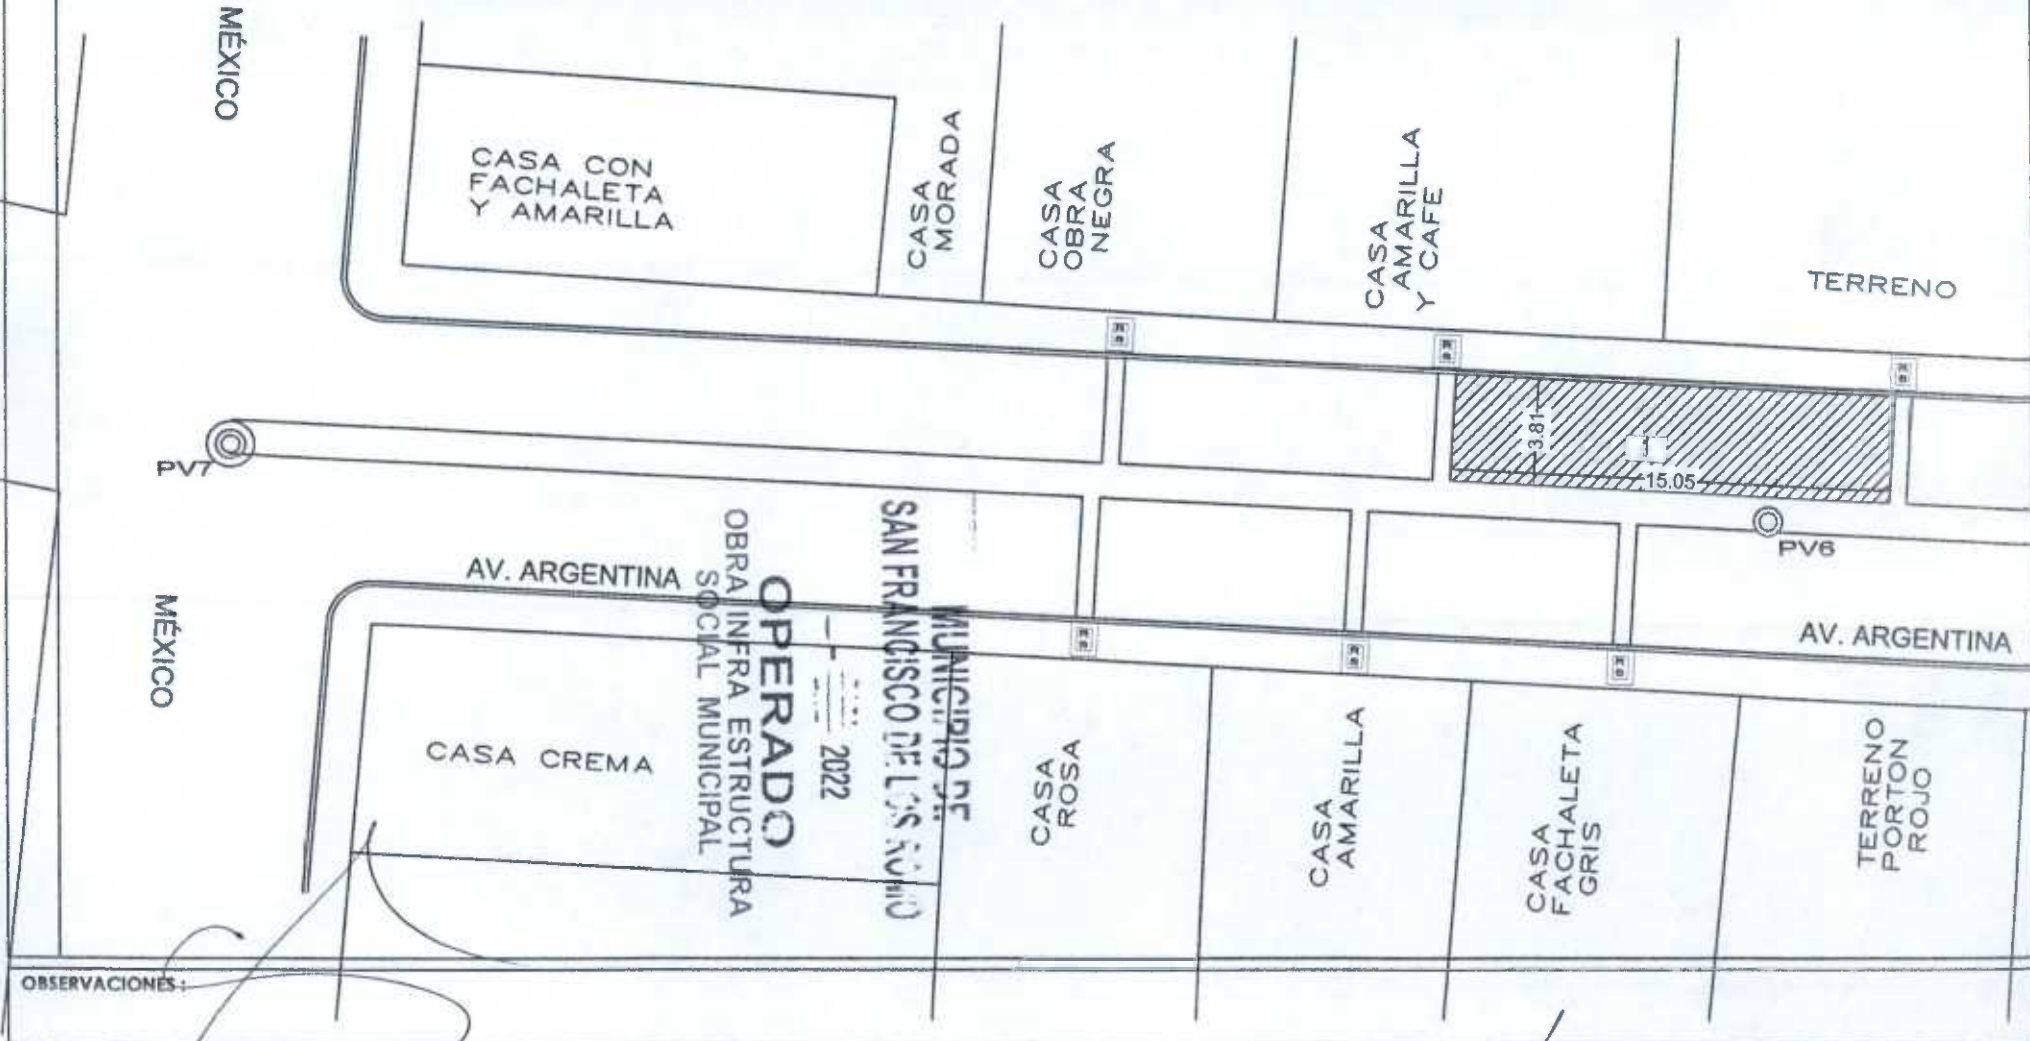 MÉXICO
CASA CON
FACHALETA
Y AMARILLA
CASA
MORADA
CASA
OBRA
NEGRA
CASA
AMARILLA
Y CAFE
TERRENO
3.81
1
15.05
PV7
PV6
AV. ARGENTINA
AV. ARGENTINA
MÉXICO
MUNICIPIO DE
SAN FRANCISCO DE LOS ROMO
2022
OPERADO
OBRA INFRA ESTRUCTURA
SOCIAL MUNICIPAL
CASA CREMA
CASA
ROSA
CASA
AMARILLA
CASA
FACHALETA
GRIS
TERRENO
PORTON
ROJO
OBSERVACIONES: